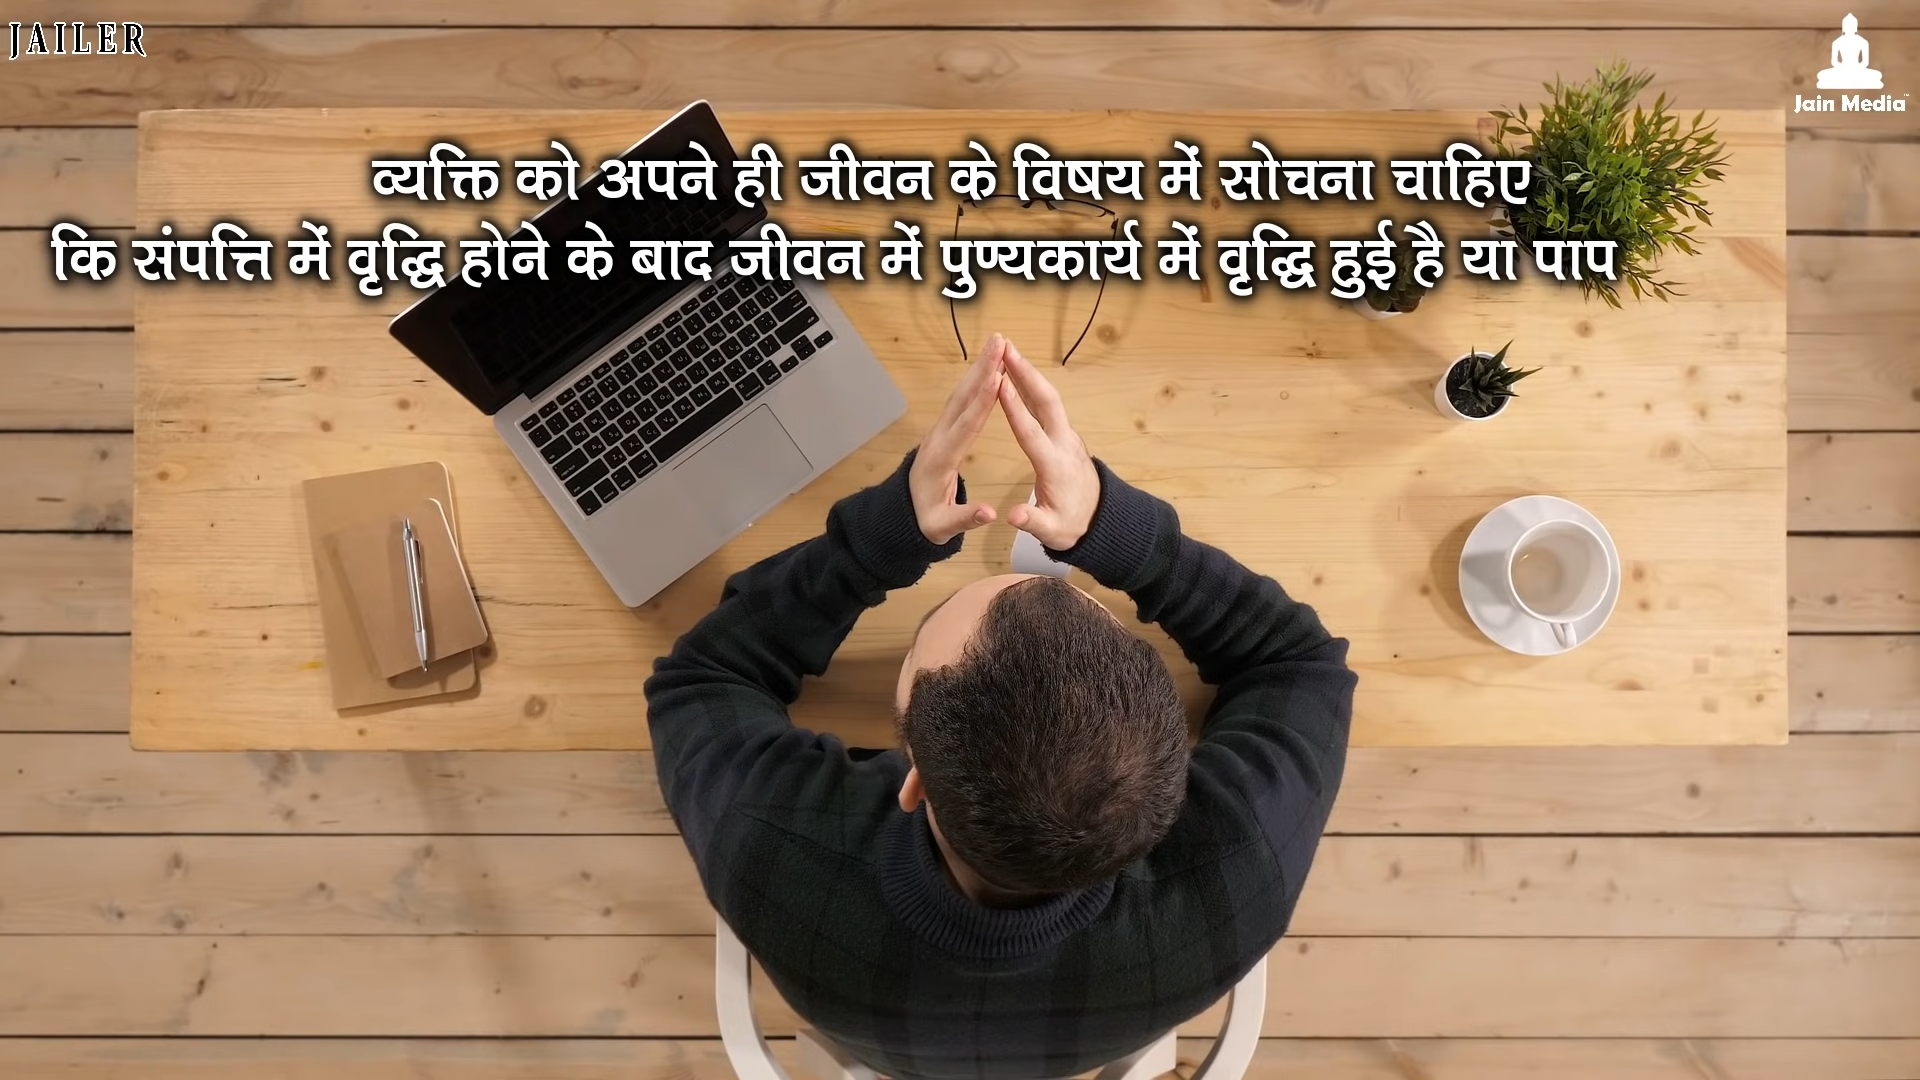 JAILER
Jain Media
व्यक्ति को अपने ही जीवन के विषय में सोचना चाहिए
कि संपत्ति में वृद्धि होने के बाद जीवन में पुण्यकार्य में वृद्धि हुई है या पाप